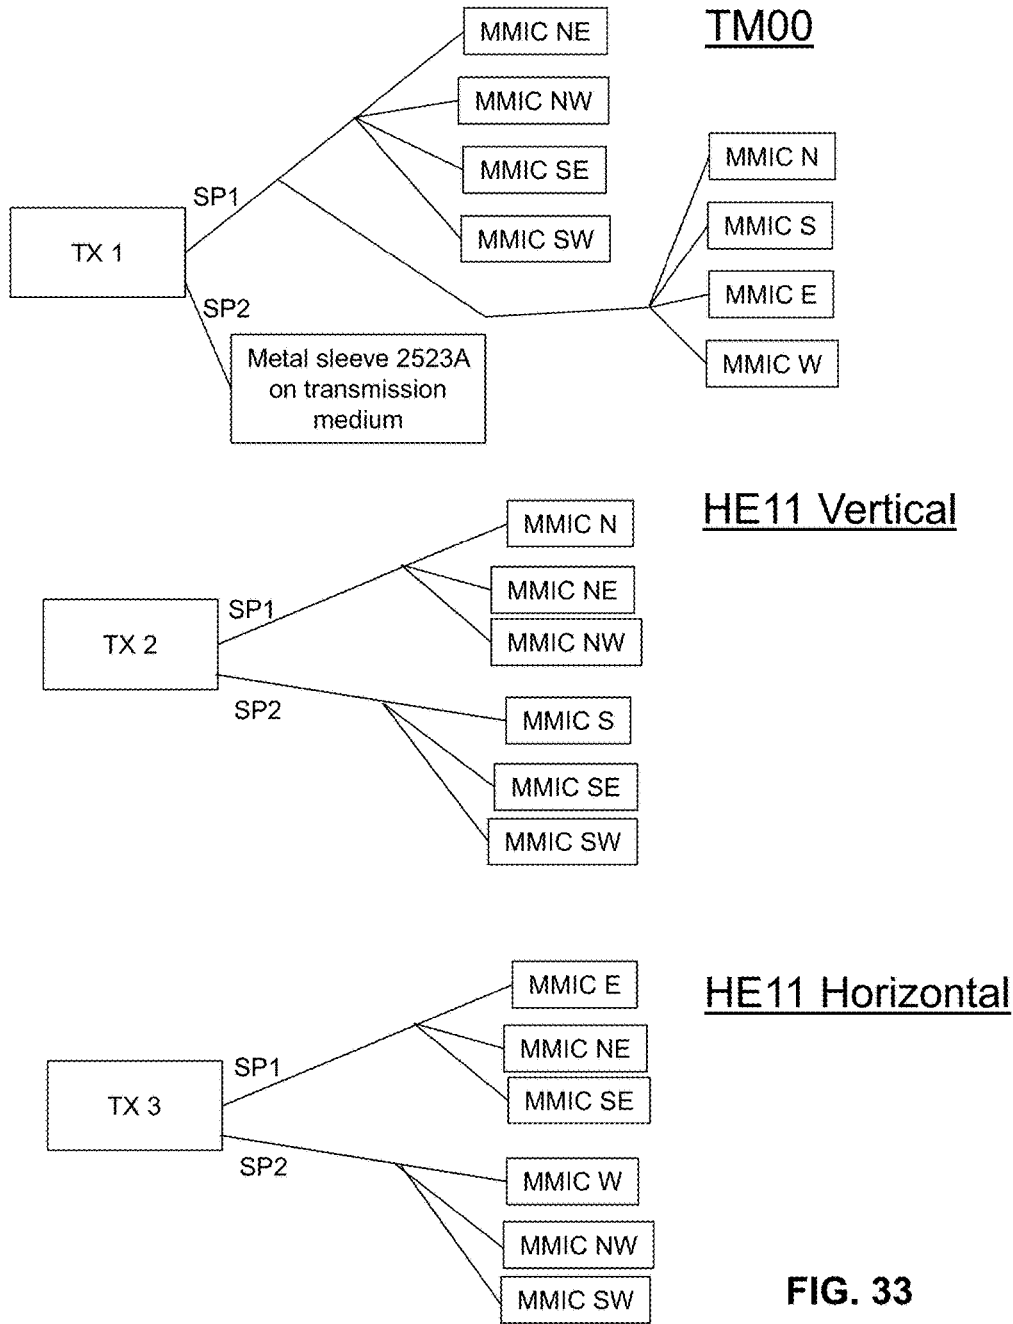 TM00
MMIC NE
MMIC NW
MMIC SE
MMIC SW
MMIC N
MMIC S
MMIC E
MMIC W
SP1
TX 1
SP2
Metal sleeve 2523A
on transmission
medium
HE11 Vertical
MMIC N
MMIC NE
MMIC NW
SP1
TX 2
SP2
MMIC S
MMIC SE
MMIC SW
HE11 Horizontal
MMIC E
MMIC NE
MMIC SE
SP1
TX 3
SP2
MMIC W
MMIC NW
MMIC SW
FIG. 33